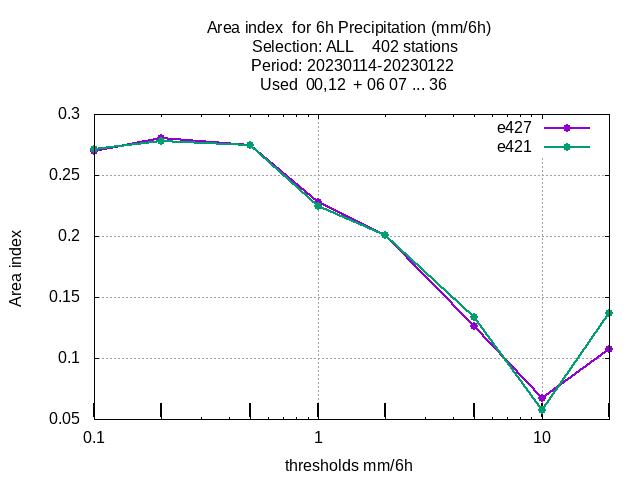 Area index  for 6h Precipitation (mm/6h)
Selection: ALL    402 stations
Period: 20230114-20230122
Used  00,12  + 06 07 ... 36
e427
e421
0.3
0.25
0.2
0.15
0.1
0.05
Area index
0.1
1
10
thresholds mm/6h